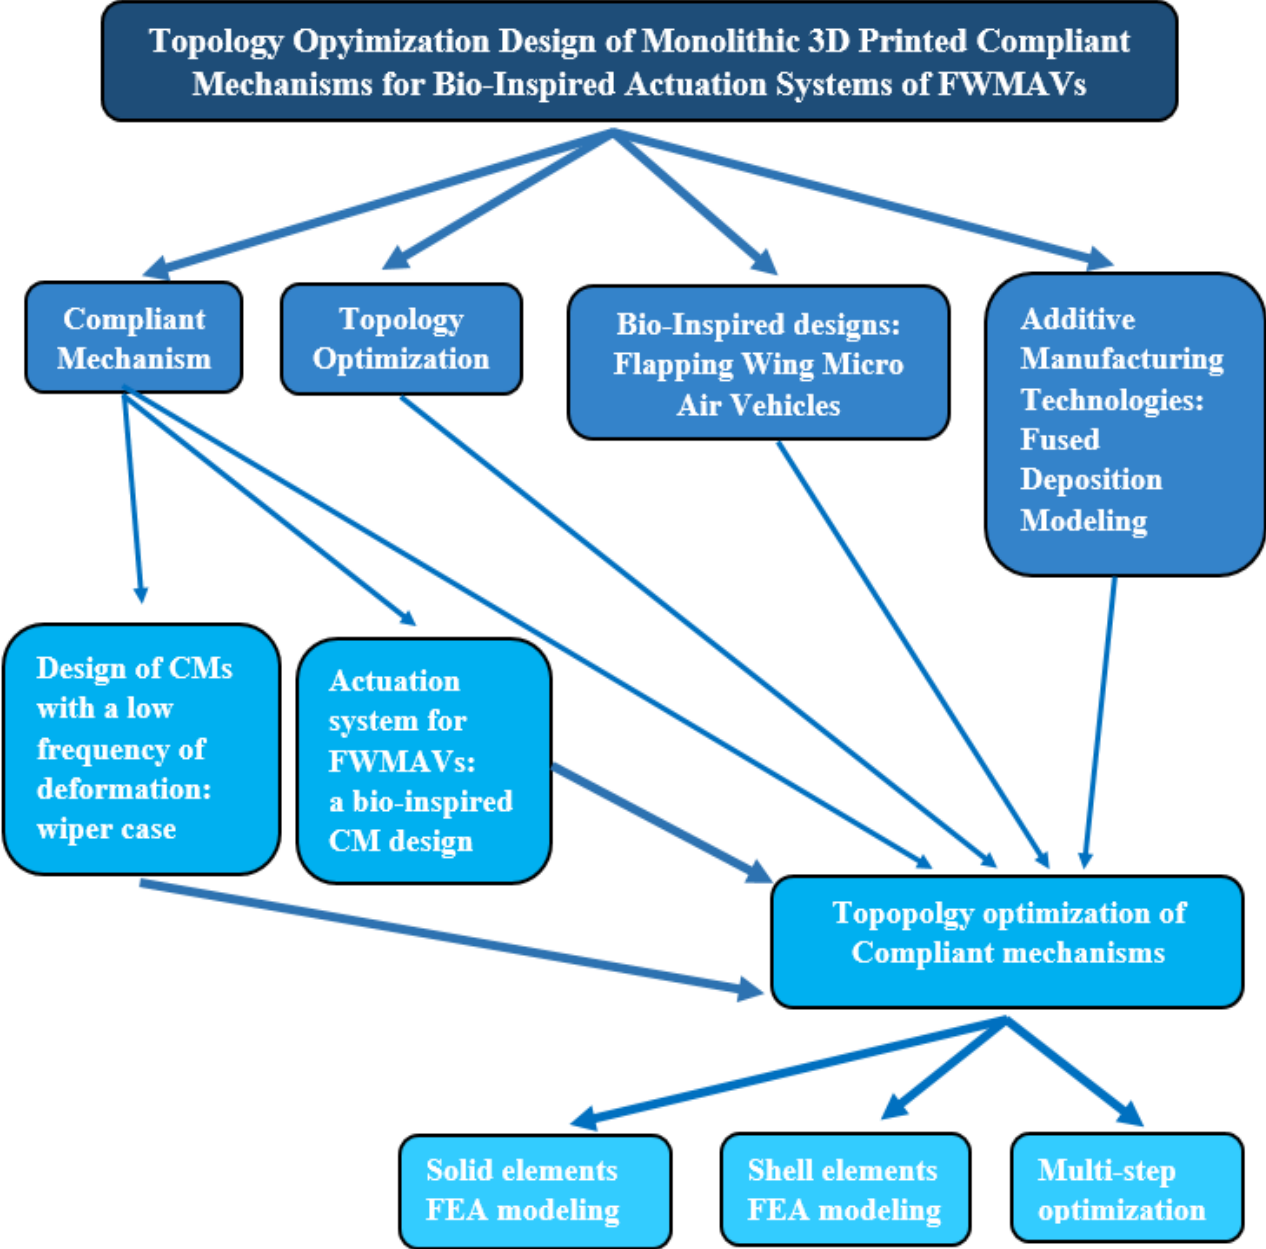 Topology Opyimization Design of Monolithic 3D Printed Compliant
Mechanisms for Bio-Inspired Actuation Systems of FWMAVs
Compliant
Mechanism
Topology
Optimization
Bio-Inspired designs:
Flapping Wing Micro
Air Vehicles
Additive
Manufacturing
Technologies:
Fused
Deposition
Modeling
Design of CMs
with a low
frequency of
deformation:
wiper case
Actuation
system for
FWMAVs:
a bio-inspired
CM design
Topopolgy optimization of
Compliant mechanisms
Solid elements
FEA modeling
Shell elements
FEA modeling
Multi-step
optimization